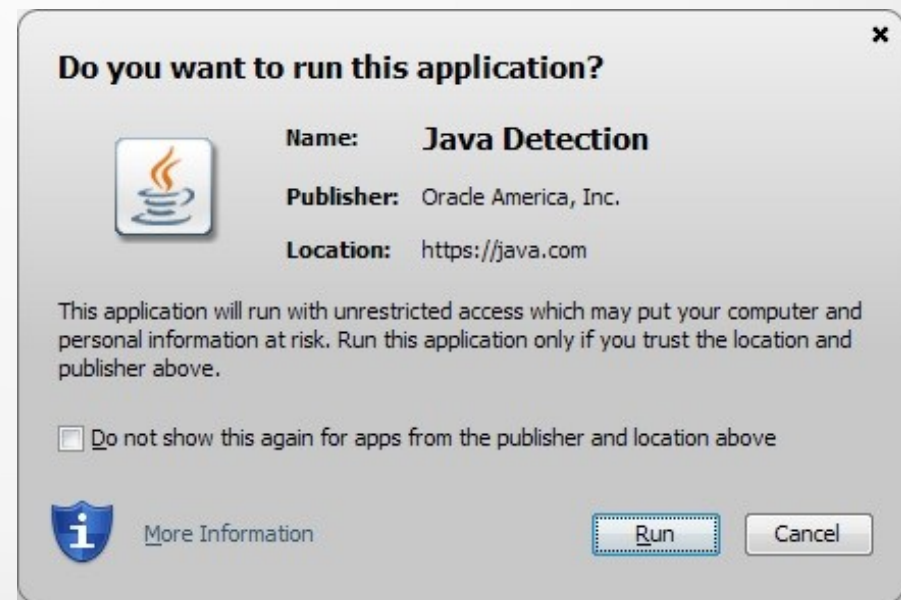 Do you want to run this application?
Name: Java Detection
Publisher: Oracle America, Inc.
Location: https://java.com
This application will run with unrestricted access which may put your computer and
personal information at risk. Run this application only if you trust the location and
publisher above.
Do not show this again for apps from the publisher and location above
More Information
Run
Cancel